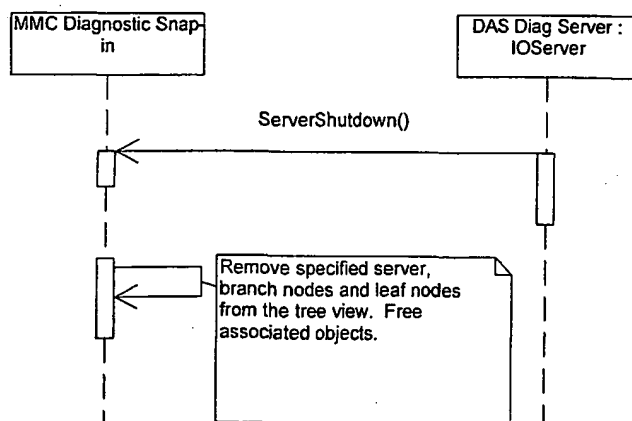 MMC Diagnostic Snap-
in
DAS Diag Server :
IOServer
ServerShutdown()
Remove specified server,
branch nodes and leaf nodes
from the tree view. Free
associated objects.